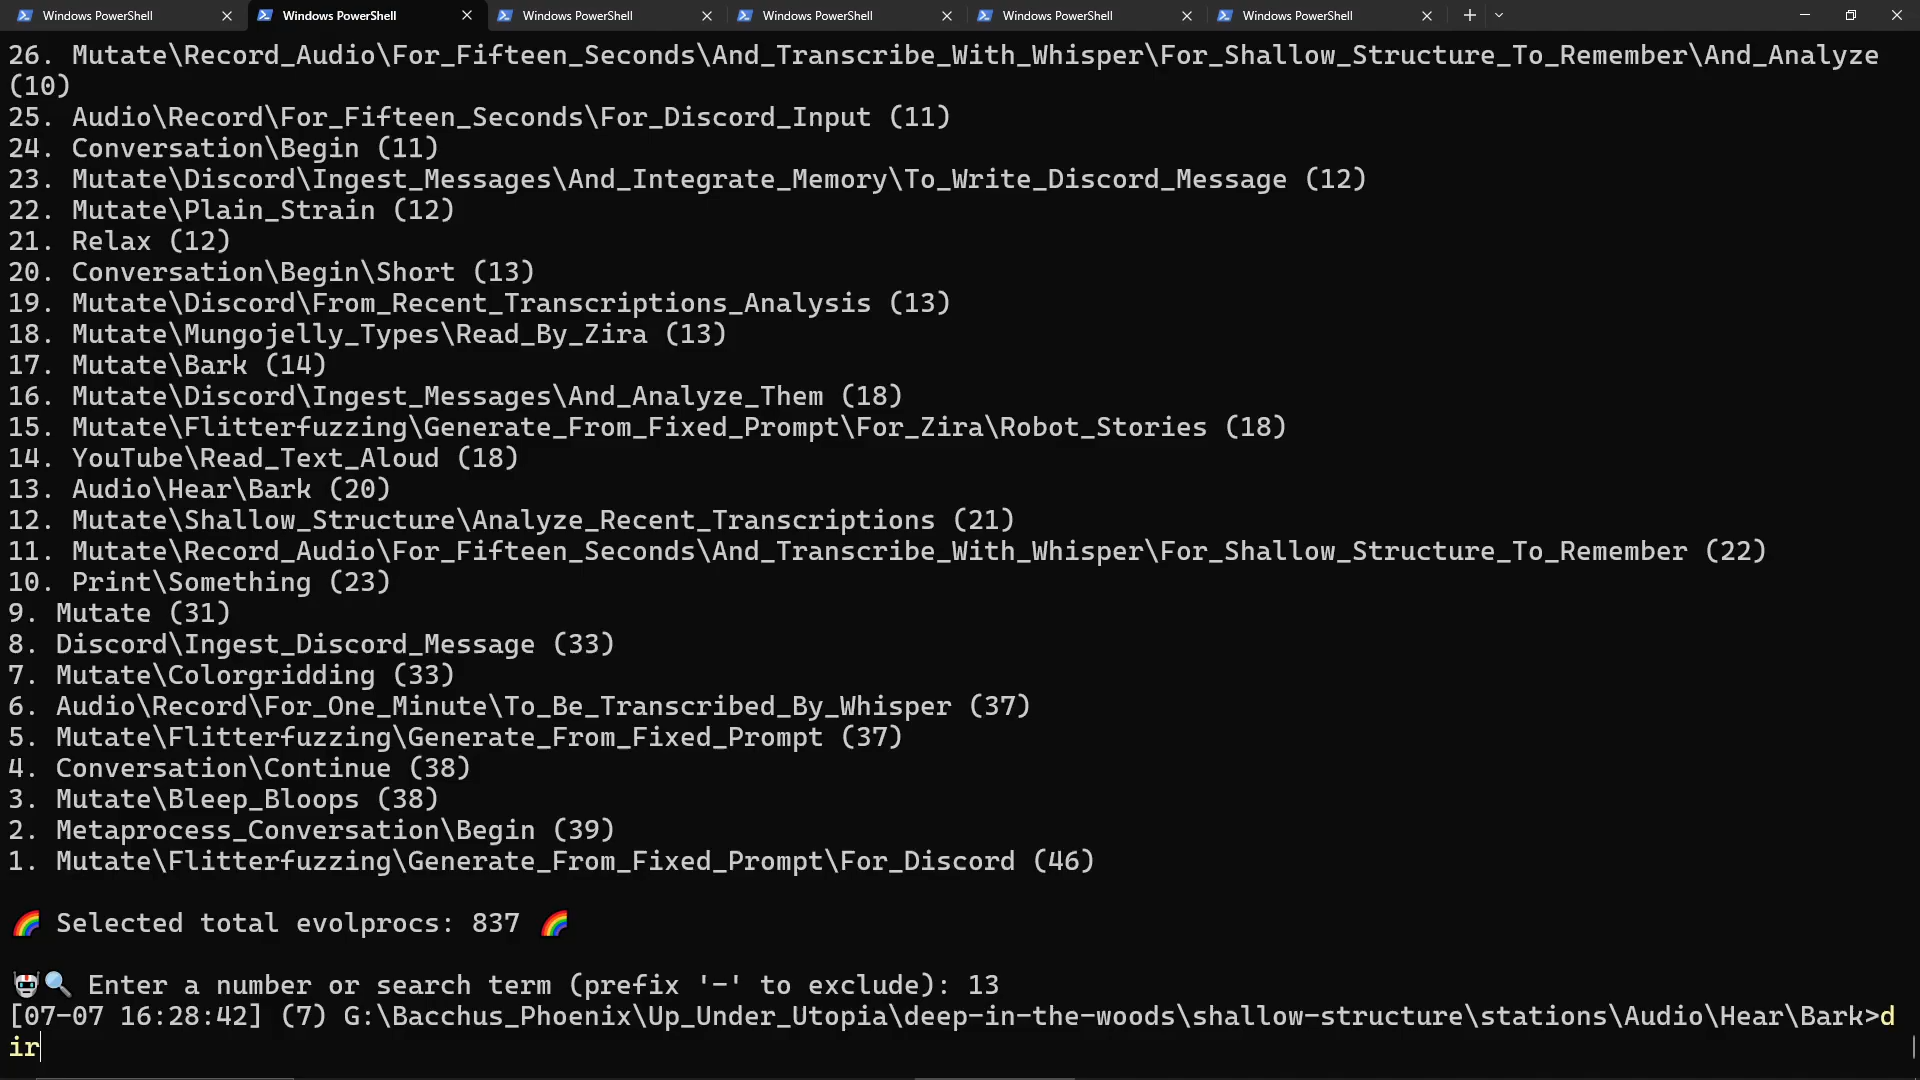 Windows PowerShell Windows PowerShell Windows PowerShell Windows PowerShell Windows PowerShell Windows PowerShell
26. Mutate\Record_Audio\For_Fifteen_Seconds\And_Transcribe_With_Whisper\For_Shallow_Structure_To_Remember\And_Analyze
(10)
25. Audio\Record\For_Fifteen_Seconds\For_Discord_Input (11)
24. Conversation\Begin (11)
23. Mutate\Discord\Ingest_Messages\And_Integrate_Memory\To_Write_Discord_Message (12)
22. Mutate\Plain_Strain (12)
21. Relax (12)
20. Conversation\Begin\Short (13)
19. Mutate\Discord\From_Recent_Transcriptions_Analysis (13)
18. Mutate\Mungojelly_Types\Read_By_Zira (13)
17. Mutate\Bark (14)
16. Mutate\Discord\Ingest_Messages\And_Analyze_Them (18)
15. Mutate\Flitterfuzzing\Generate_From_Fixed_Prompt\For_Zira\Robot_Stories (18)
14. YouTube\Read_Text_Aloud (18)
13. Audio\Hear\Bark (20)
12. Mutate\Shallow_Structure\Analyze_Recent_Transcriptions (21)
11. Mutate\Record_Audio\For_Fifteen_Seconds\And_Transcribe_With_Whisper\For_Shallow_Structure_To_Remember (22)
10. Print\Something (23)
9. Mutate (31)
8. Discord\Ingest_Discord_Message (33)
7. Mutate\Colorgridding (33)
6. Audio\Record\For_One_Minute\To_Be_Transcribed_By_Whisper (37)
5. Mutate\Flitterfuzzing\Generate_From_Fixed_Prompt (37)
4. Conversation\Continue (38)
3. Mutate\Bleep_Bloops (38)
2. Metaprocess_Conversation\Begin (39)
1. Mutate\Flitterfuzzing\Generate_From_Fixed_Prompt\For_Discord (46)
🌈 Selected total evolprocs: 837 🌈
🤖🔍 Enter a number or search term (prefix '-' to exclude): 13
[07-07 16:28:42] (7) G:\Bacchus_Phoenix\Up_Under_Utopia\deep-in-the-woods\shallow-structure\stations\Audio\Hear\Bark>d
ir